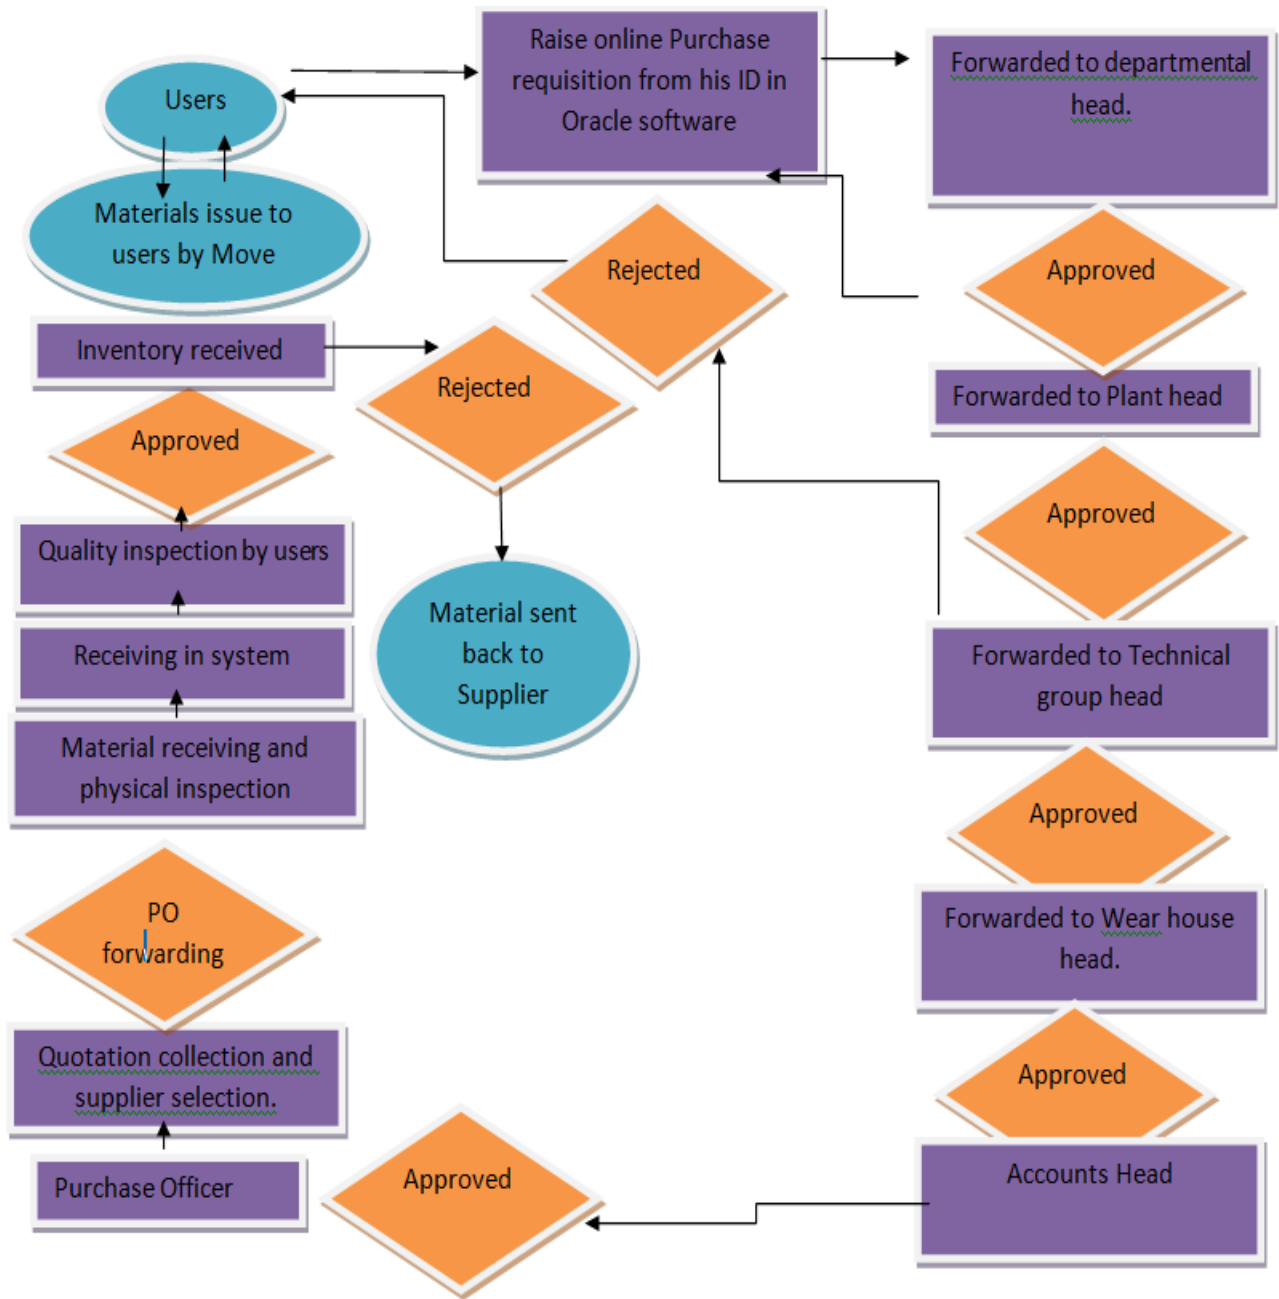 Users
Raise online Purchase
requisition from his ID in
Oracle software
Forwarded to departmental
head.
Materials issue to
users by Move
Rejected
Approved
Inventory received
Rejected
Forwarded to Plant head
Approved
Approved
Quality inspection by users
Material sent
back to
Supplier
Receiving in system
Forwarded to Technical
group head
Material receiving and
physical inspection
Approved
PO
forwarding
Forwarded to Wear house
head.
Quotation collection and
supplier selection.
Approved
Purchase Officer
Approved
Accounts Head